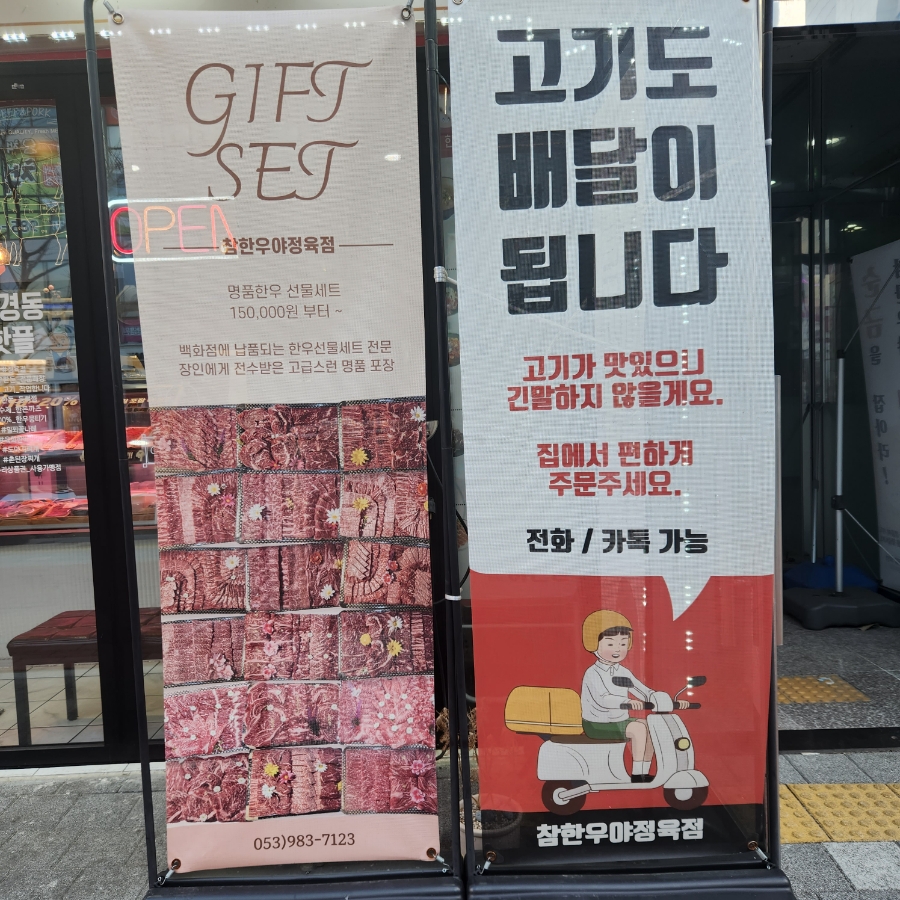 GIFT
SET
OPEN
참한우야정육점
명품한우 선물세트
150,000원 부터 ~
백화점에 납품되는 한우선물세트 전문
장인에게 전수받은 고급스런 명품 포장
053)983-7123
고기도
배달이
됩니다
고기가 맛있으니
긴말하지 않을게요.
집에서 편하게
주문주세요.
전화 / 카톡 가능
참한우야정육점
경동
핫플